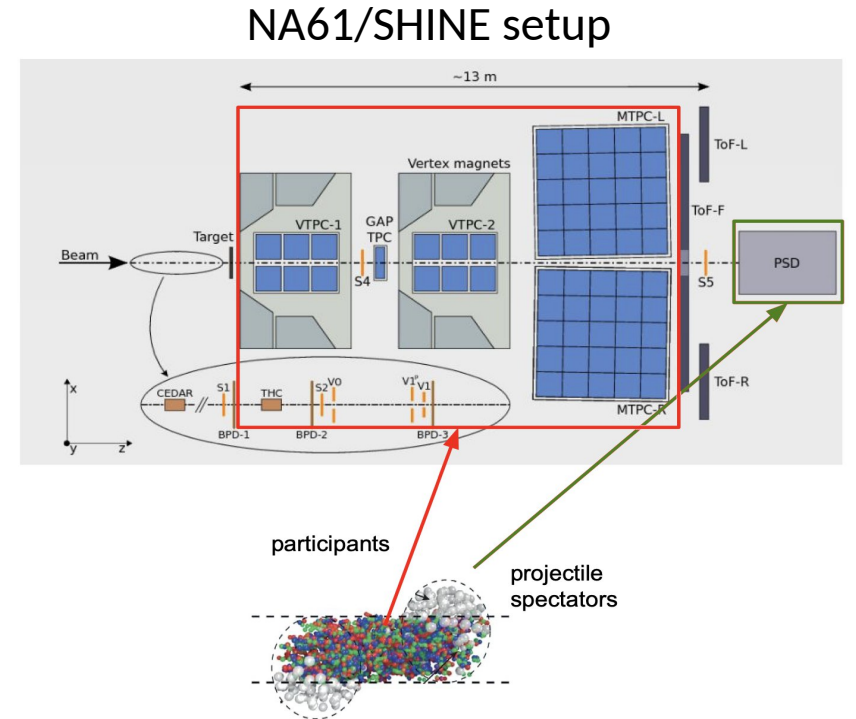 NA61/SHINE setup
~13 m
MTPC-L
ToF-L
Vertex magnets
ToF-F
VTPC-1
GAP
TPC
VTPC-2
Target
Beam
PSD
S4
S5
x
y
z
CEDAR
S1
THC
S2
V0
V1p
V1
BPD-1
BPD-2
BPD-3
ToF-R
MTPC-R
participants
projectile
spectators